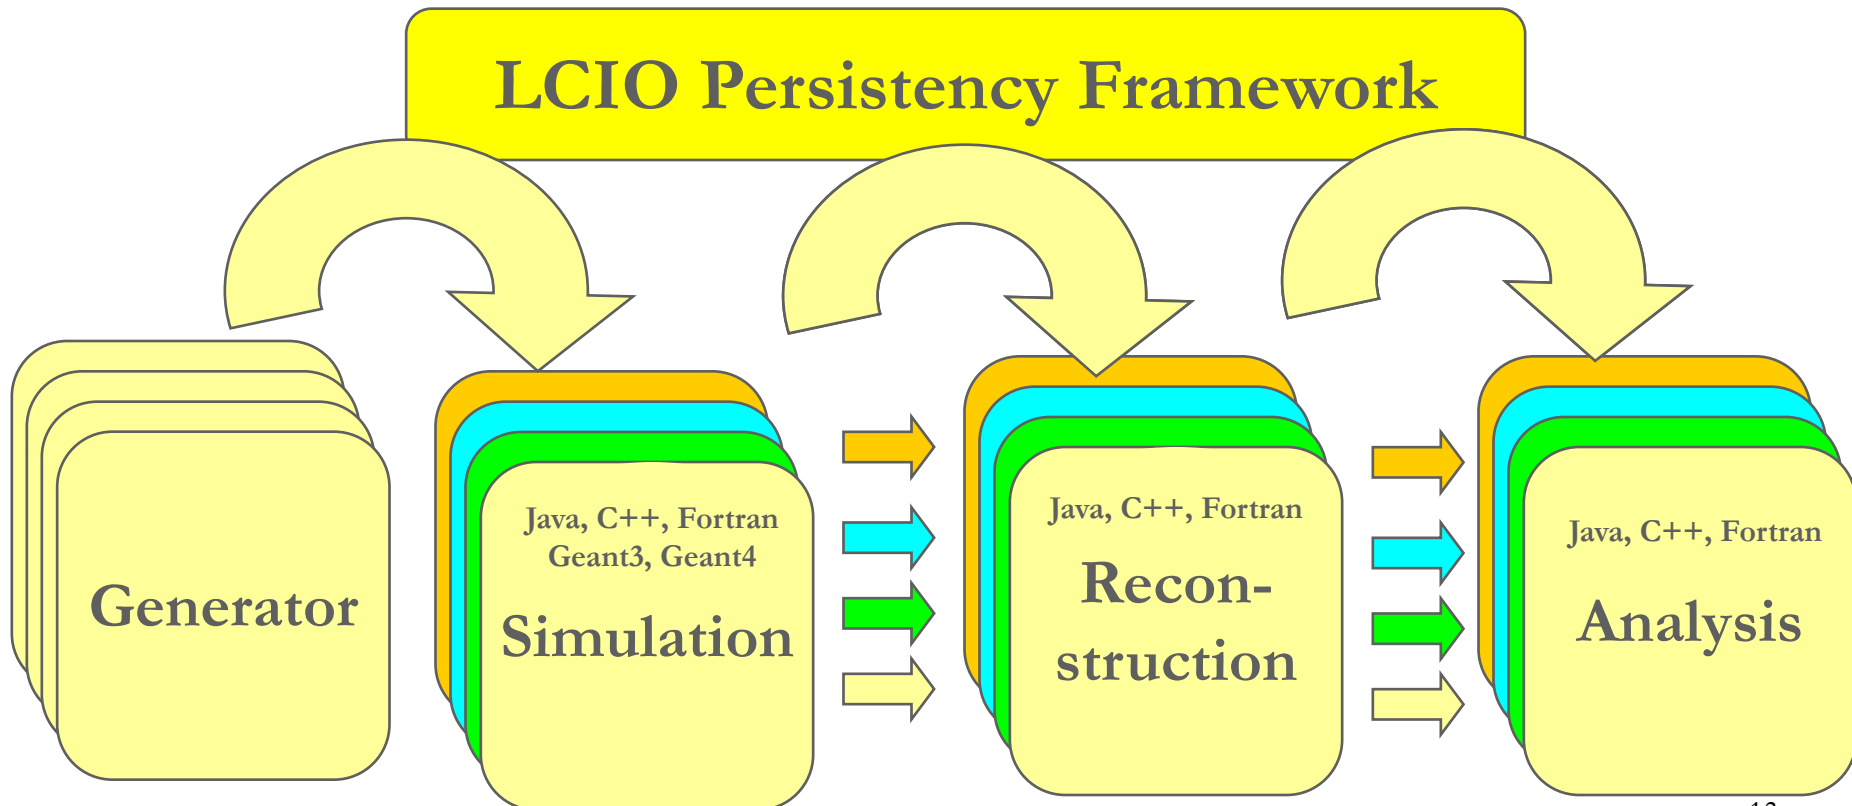 LCIO Persistency Framework
Generator
Java, C++, Fortran
Geant3, Geant4
Simulation
Java, C++, Fortran
Recon-
struction
Java, C++, Fortran
Analysis